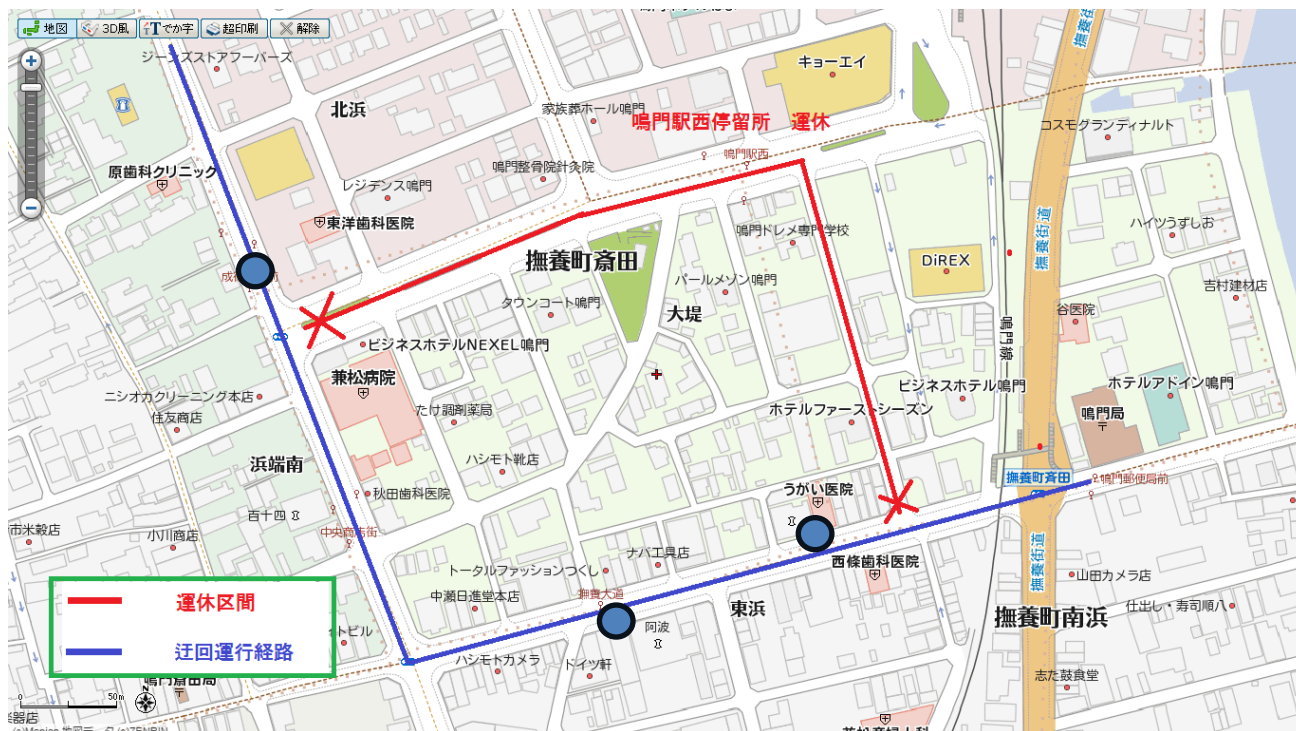 地図
3D風
でか字
超印刷
解除
ジーンズストアフーバーズ
北浜
キョーエイ
家族葬ホール鳴門
鳴門駅西停留所　運休
鳴門駅西
コスモグランディナルト
撫養街道
原歯科クリニック
鳴門整骨院針灸院
レジデンス鳴門
東洋歯科医院
鳴門ドレメ専門学校
ハイツうずしお
撫養町斎田
DiREX
撫養街道
パールメゾン鳴門
吉村建材店
タウンコート鳴門
大堤
谷医院
鳴門線
ビジネスホテルNEXEL鳴門
兼松病院
ビジネスホテル鳴門
ホテルアドイン鳴門
ニシオカクリーニング本店
住友商店
たけ調剤薬局
ホテルファーストシーズン
鳴門局
浜端南
ハシモト靴店
撫養町斉田
鳴門郵便局前
うがい医院
秋田歯科医院
百十四
市米穀店
小川商店
中央商店街
ナバ工具店
西條歯科医院
撫養街道
トータルファッションつくし
山田カメラ店
中瀬日進堂本店
撫養大道
東浜
撫養町南浜
仕出し・寿司順八
運休区間
迂回運行経路
イトビル
阿波
ハシモトカメラ
ドイツ軒
志た鼓食堂
鳴門斎田局
N
0
50m